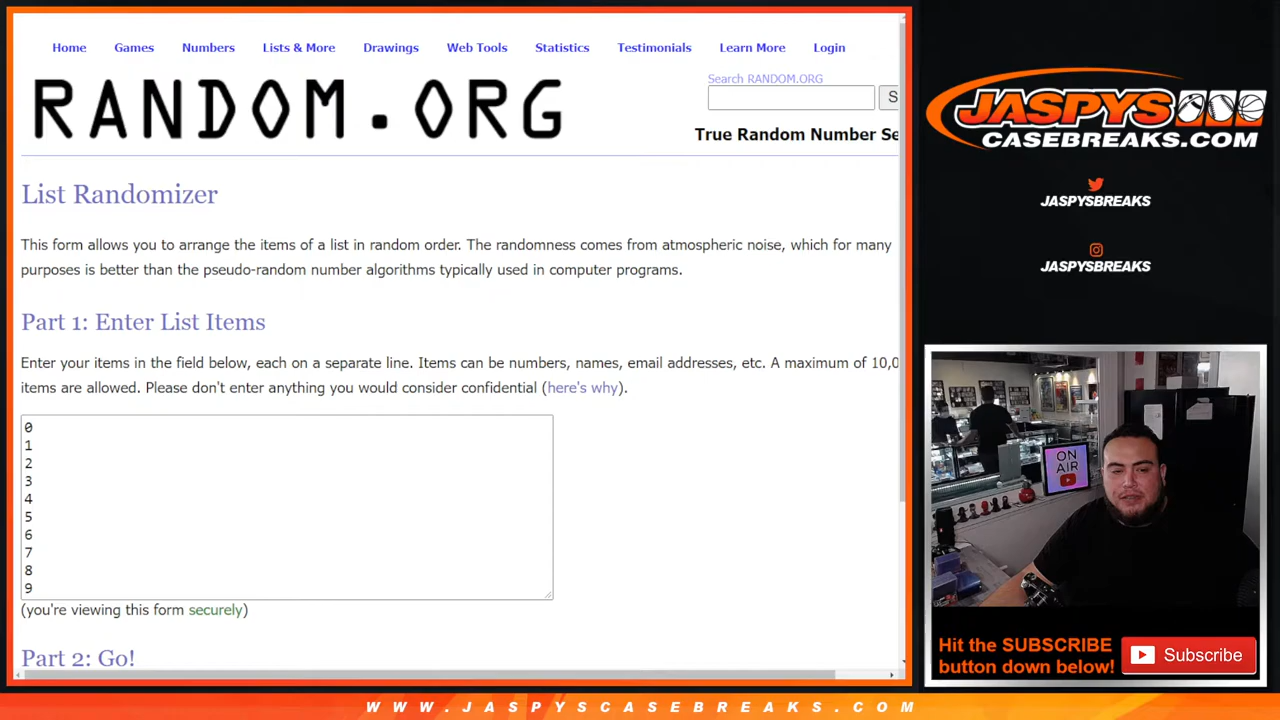 Home Games Numbers Lists & More Drawings Web Tools Statistics Testimonials Learn More Login
RANDOM.ORG
Search RANDOM.ORG
S
True Random Number Se
List Randomizer
This form allows you to arrange the items of a list in random order. The randomness comes from atmospheric noise, which for many
purposes is better than the pseudo-random number algorithms typically used in computer programs.
Part 1: Enter List Items
Enter your items in the field below, each on a separate line. Items can be numbers, names, email addresses, etc. A maximum of 10,0
items are allowed. Please don't enter anything you would consider confidential (here's why).
0
1
2
3
4
5
6
7
8
9
(you're viewing this form securely)
Part 2: Go!
JASPYS
CASEBREAKS.COM
JASPYSBREAKS
JASPYSBREAKS
ON
AIR
Hit the SUBSCRIBE
button down below!
Subscribe
WWW.JASPYSCASEBREAKS.COM